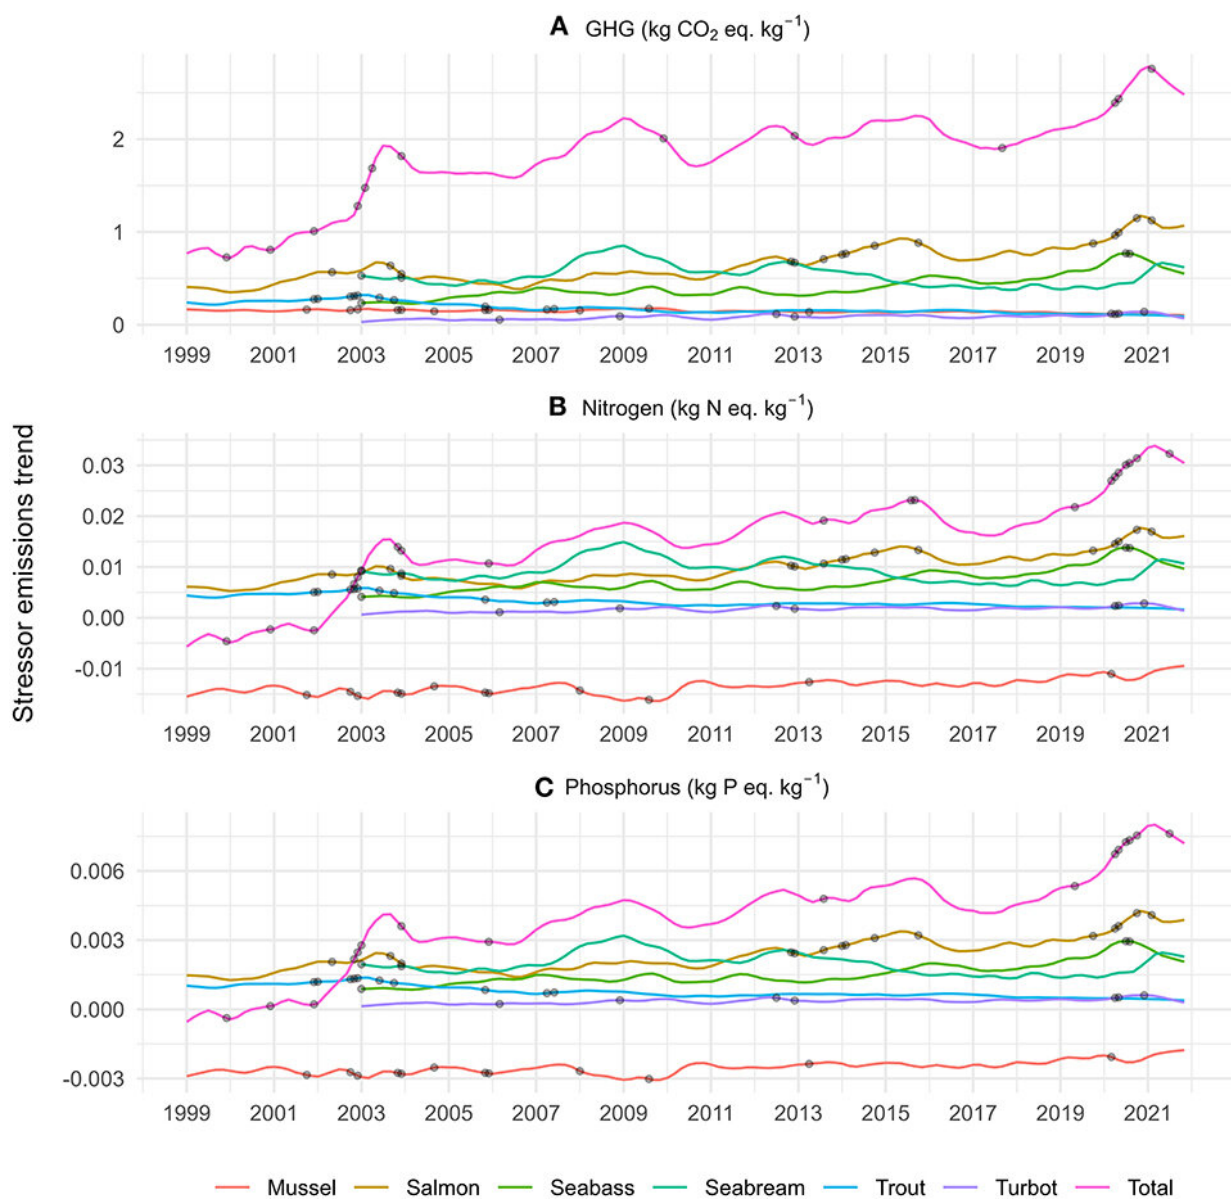 A GHG (kg CO₂ eq. kg⁻¹)
2
1
0
1999 2001 2003 2005 2007 2009 2011 2013 2015 2017 2019 2021
B Nitrogen (kg N eq. kg⁻¹)
Stressor emissions trend
0.03
0.02
0.01
0.00
-0.01
1999 2001 2003 2005 2007 2009 2011 2013 2015 2017 2019 2021
C Phosphorus (kg P eq. kg⁻¹)
0.006
0.003
0.000
-0.003
1999 2001 2003 2005 2007 2009 2011 2013 2015 2017 2019 2021
Mussel Salmon Seabass Seabream Trout Turbot Total